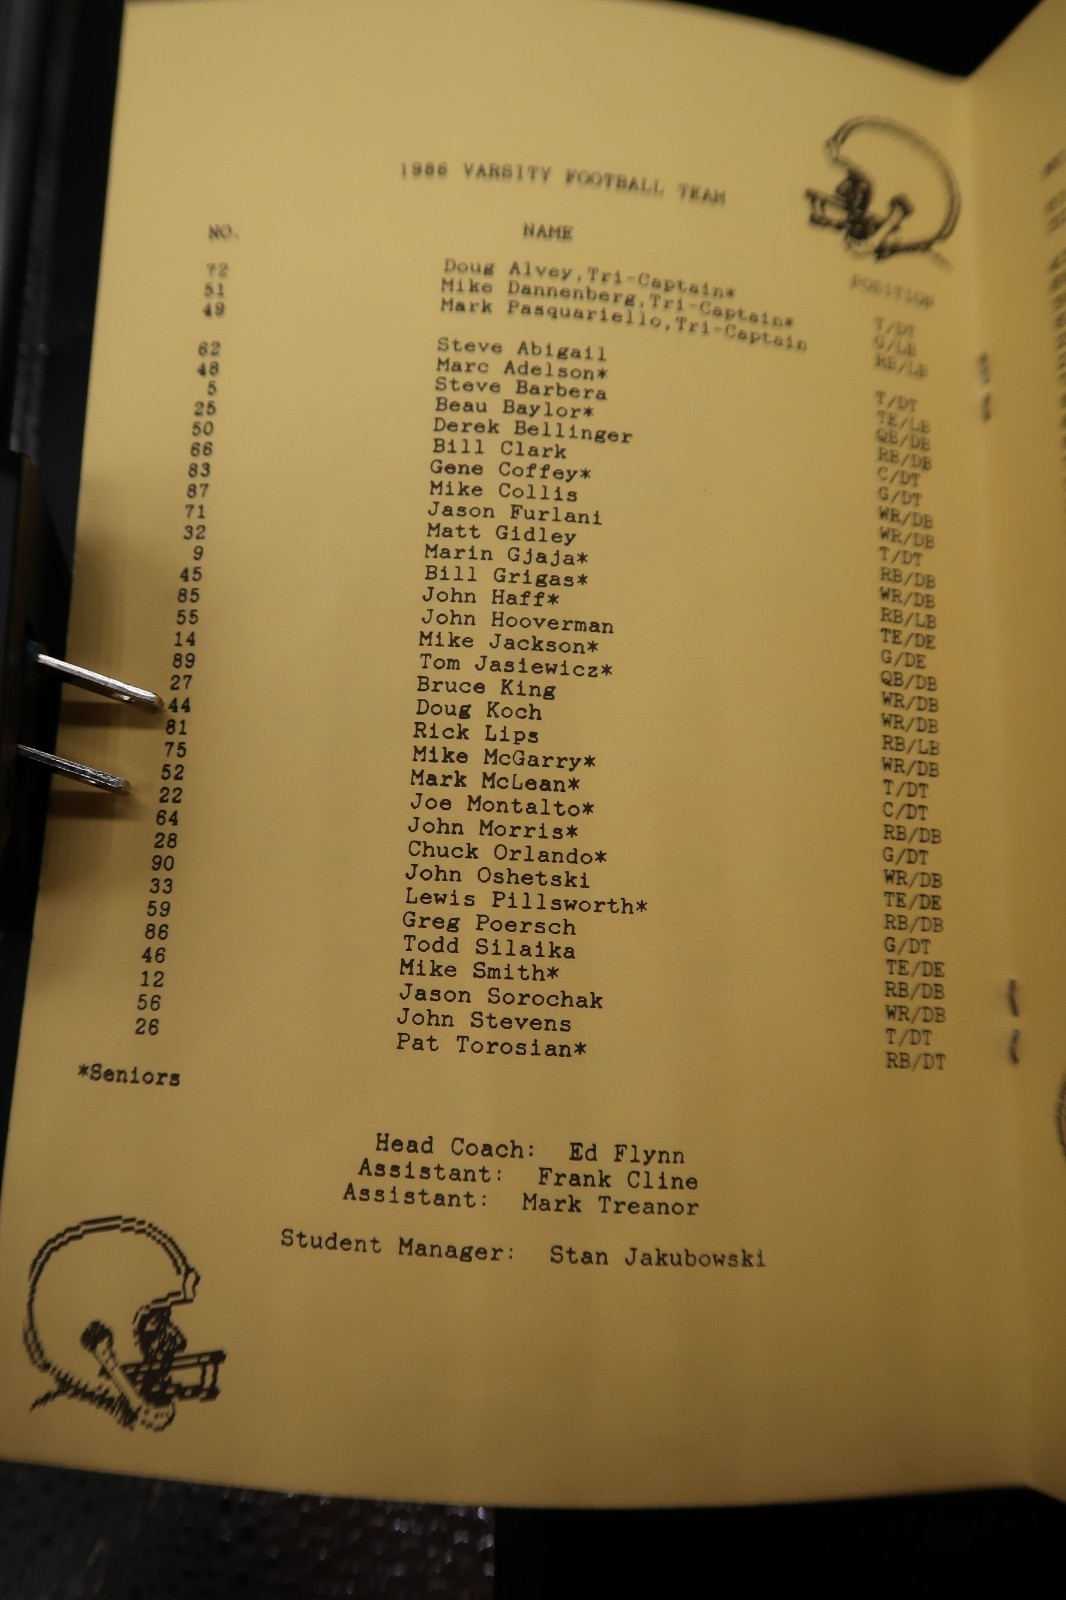 1986 VARSITY FOOTBALL TEAM
NO. NAME POSITION
72 Doug Alvey,Tri-Captain* T/DT
51 Mike Dannenberg,Tri-Captain* G/LB
49 Mark Pasquariello,Tri-Captain RE/LB
62 Steve Abigail T/DT
48 Marc Adelson* TE/LB
5 Steve Barbera QB/DB
25 Beau Baylor* RB/DB
50 Derek Bellinger C/DT
66 Bill Clark G/DT
83 Gene Coffey* WR/DB
87 Mike Collis WR/DB
71 Jason Furlani T/DT
32 Matt Gidley RB/DB
9 Marin Gjaja* WR/DB
45 Bill Grigas* RB/LB
85 John Haff* TE/DE
55 John Hooverman G/DE
14 Mike Jackson* QB/DB
89 Tom Jasiewicz* WR/DB
27 Bruce King WR/DB
44 Doug Koch RB/LB
81 Rick Lips WR/DB
75 Mike McGarry* T/DT
52 Mark McLean* C/DT
22 Joe Montalto* RB/DB
64 John Morris* G/DT
28 Chuck Orlando* WR/DB
90 John Oshetski TE/DE
33 Lewis Pillsworth* RB/DB
59 Greg Poersch G/DT
86 Todd Silaika TE/DE
46 Mike Smith* RB/DB
12 Jason Sorochak WR/DB
56 John Stevens T/DT
26 Pat Torosian* RB/DT
*Seniors
Head Coach: Ed Flynn
Assistant: Frank Cline
Assistant: Mark Treanor
Student Manager: Stan Jakubowski